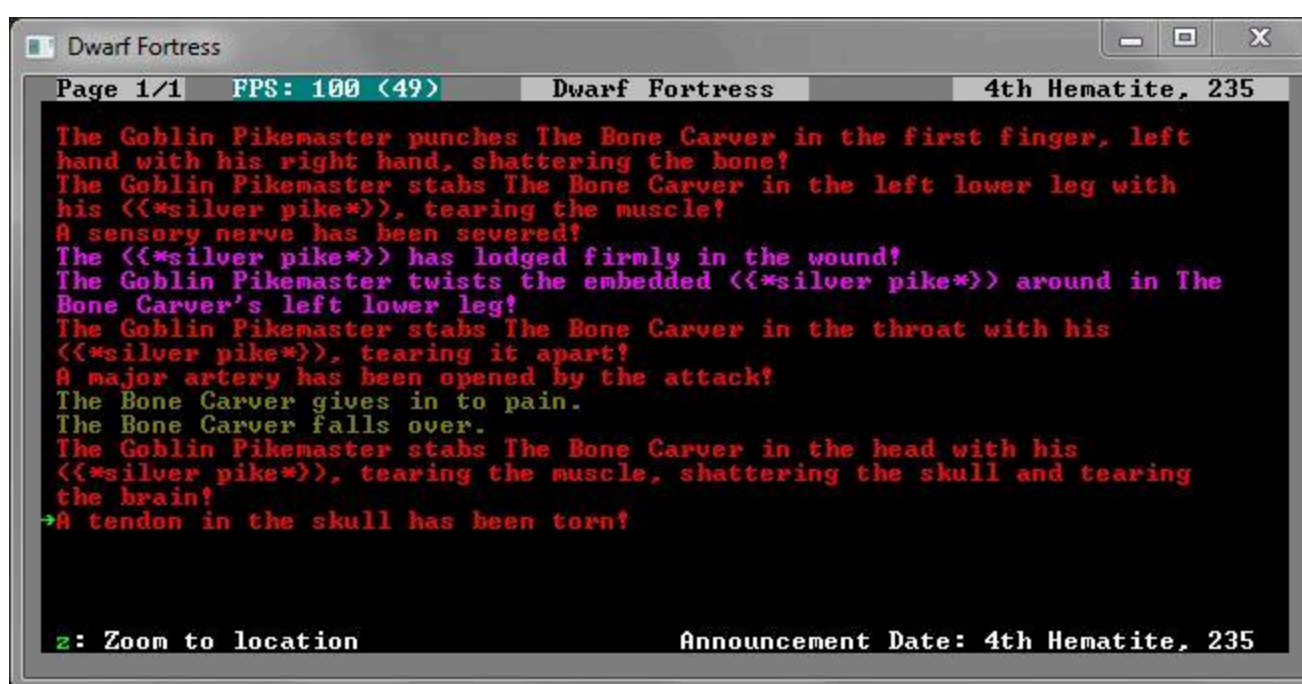 Dwarf Fortress
Page 1/1 FPS: 100 (49) Dwarf Fortress 4th Hematite, 235
The Goblin Pikemaster punches The Bone Carver in the first finger, left
hand with his right hand, shattering the bone!
The Goblin Pikemaster stabs The Bone Carver in the left lower leg with
his ({*silver pike*}), tearing the muscle!
A sensory nerve has been severed!
The ({*silver pike*}) has lodged firmly in the wound!
The Goblin Pikemaster twists the embedded ({*silver pike*}) around in The
Bone Carver's left lower leg!
The Goblin Pikemaster stabs The Bone Carver in the throat with his
({*silver pike*}), tearing it apart!
A major artery has been opened by the attack!
The Bone Carver gives in to pain.
The Bone Carver falls over.
The Goblin Pikemaster stabs The Bone Carver in the head with his
({*silver pike*}), tearing the muscle, shattering the skull and tearing
the brain!
→A tendon in the skull has been torn!
z: Zoom to location Announcement Date: 4th Hematite, 235